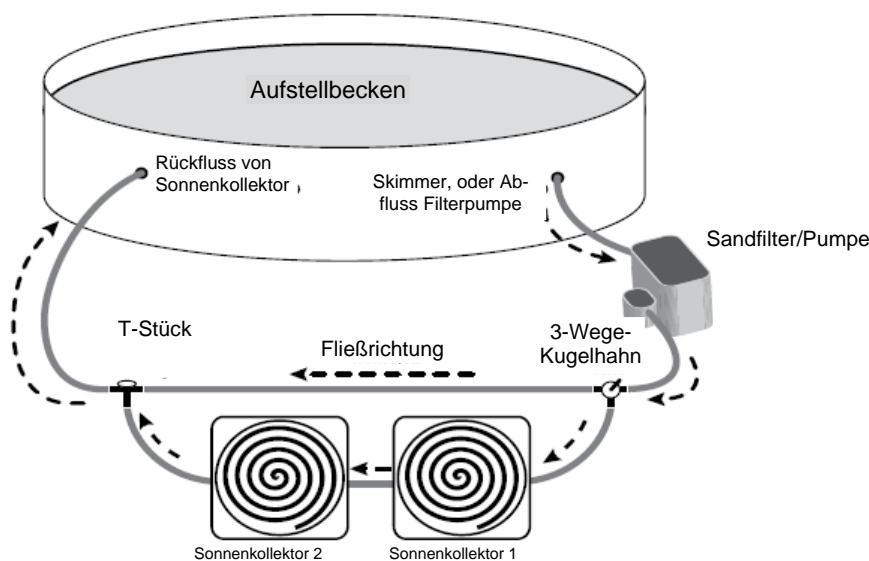 Aufstellbecken
Rückfluss von
Sonnenkollektor
Skimmer, oder Ab-
fluss Filterpumpe
Sandfilter/Pumpe
T-Stück
Fließrichtung
3-Wege-
Kugelhahn
Sonnenkollektor 2
Sonnenkollektor 1